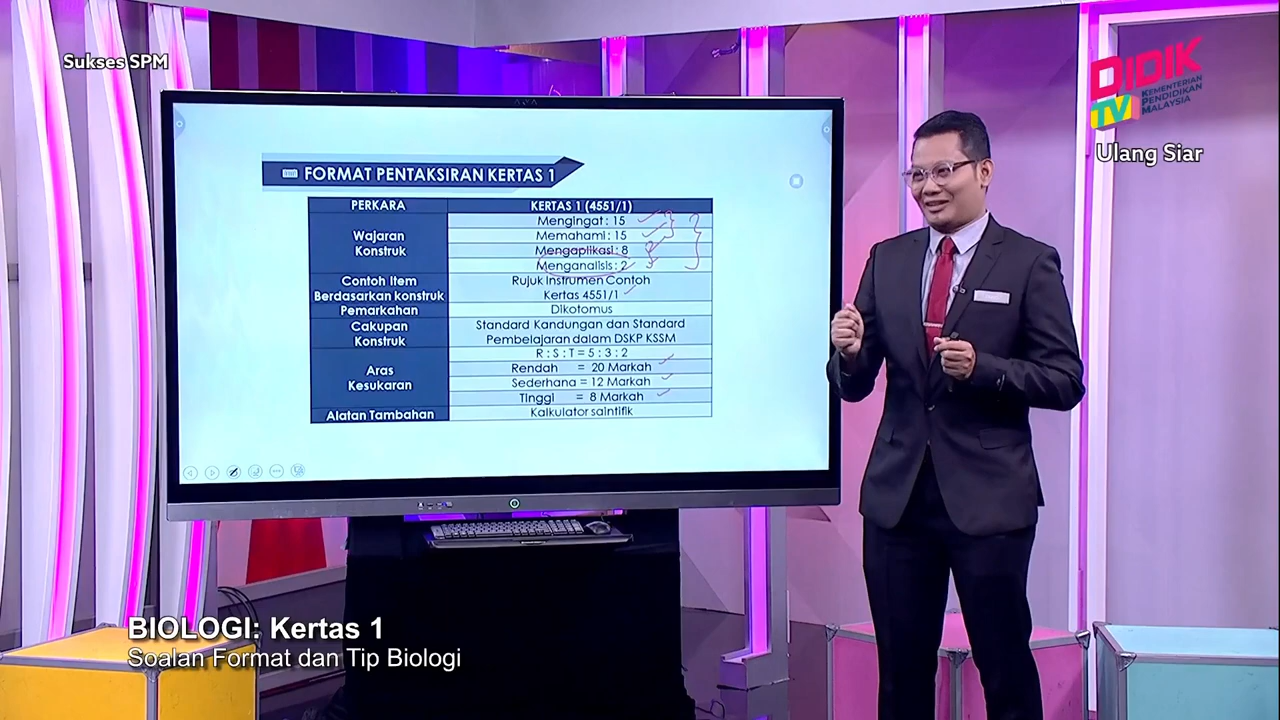 Sukses SPM
DIDIK
TV
KEMENTERIAN
PENDIDIKAN
MALAYSIA
Ulang Siar
FORMAT PENTAKSIRAN KERTAS 1
PERKARA
KERTAS 1 (4551/1)
Wajaran
Konstruk
Mengingat : 15
Memahami : 15
Mengaplikasi : 8
Menganalisis : 2
Contoh Item
Berdasarkan konstruk
Rujuk Instrumen Contoh
Kertas 4551/1
Pemarkahan
Dikotomus
Cakupan
Konstruk
Standard Kandungan dan Standard
Pembelajaran dalam DSKP KSSM
Aras
Kesukaran
R : S : T = 5 : 3 : 2
Rendah = 20 Markah
Sederhana = 12 Markah
Tinggi = 8 Markah
Alatan Tambahan
Kalkulator saintifik
BIOLOGI: Kertas 1
Soalan Format dan Tip Biologi